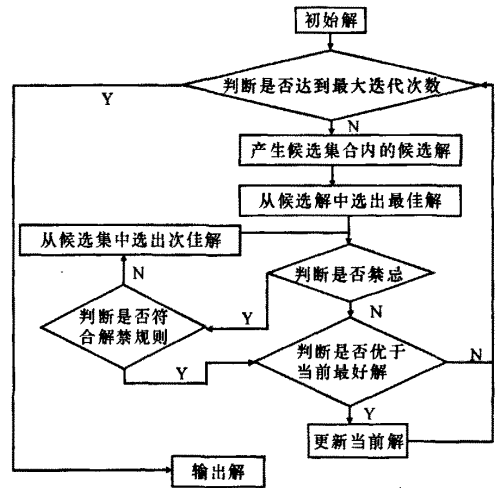 初始解
判断是否达到最大迭代次数
Y
N
产生候选集合内的候选解
从候选解中选出最佳解
从候选集中选出次佳解
判断是否禁忌
N
Y
N
判断是否符
合解禁规则
判断是否优于
当前最好解
N
Y
Y
更新当前解
输出解